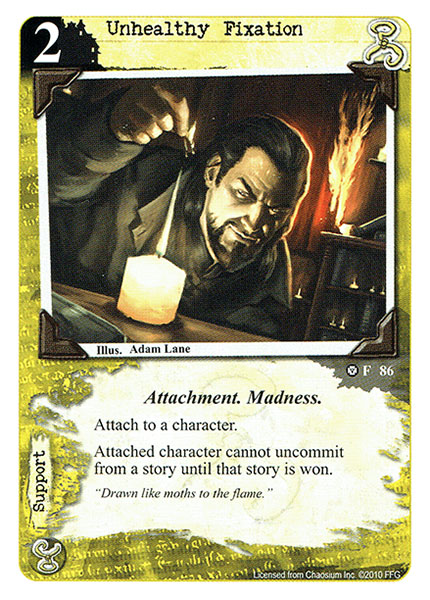 2
Unhealthy Fixation
Illus. Adam Lane
F 86
Attachment. Madness.
Attach to a character.
Attached character cannot uncommit
from a story until that story is won.
“Drawn like moths to the flame.”
Support
Licensed from Chaosium Inc. ©2010 FFG